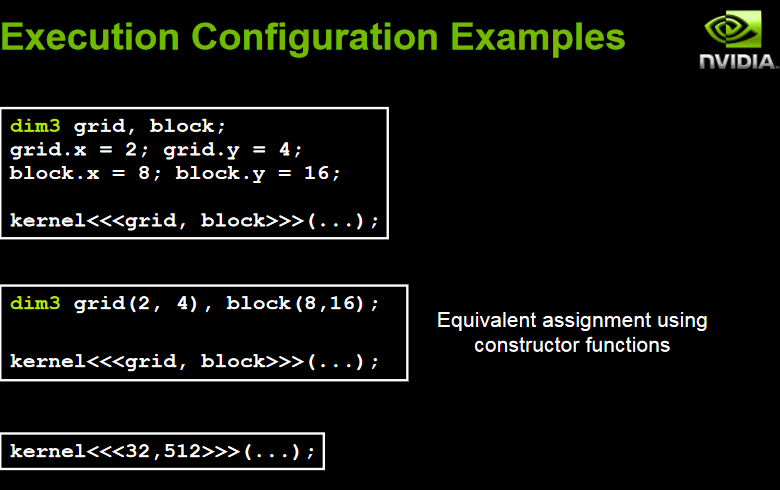 Execution Configuration Examples
NVIDIA.
dim3 grid, block;
grid.x = 2; grid.y = 4;
block.x = 8; block.y = 16;
kernel<<<grid, block>>>(...);
dim3 grid(2, 4), block(8,16);
kernel<<<grid, block>>>(...);
Equivalent assignment using
constructor functions
kernel<<<32,512>>>(...);